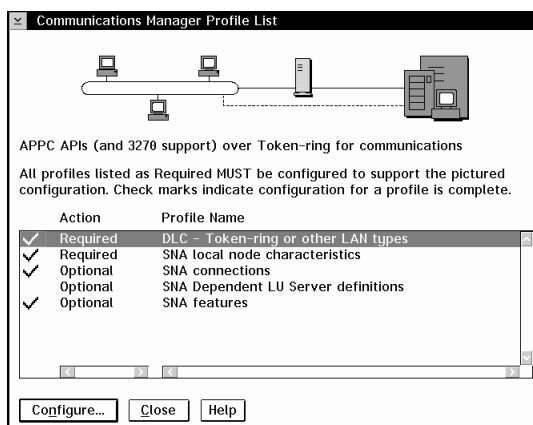 Communications Manager Profile List
APPC APIs (and 3270 support) over Token-ring for communications
All profiles listed as Required MUST be configured to support the pictured
configuration. Check marks indicate configuration for a profile is complete.
Action Profile Name
Required DLC - Token-ring or other LAN types
Required SNA local node characteristics
Optional SNA connections
Optional SNA Dependent LU Server definitions
Optional SNA features
Configure... Close Help